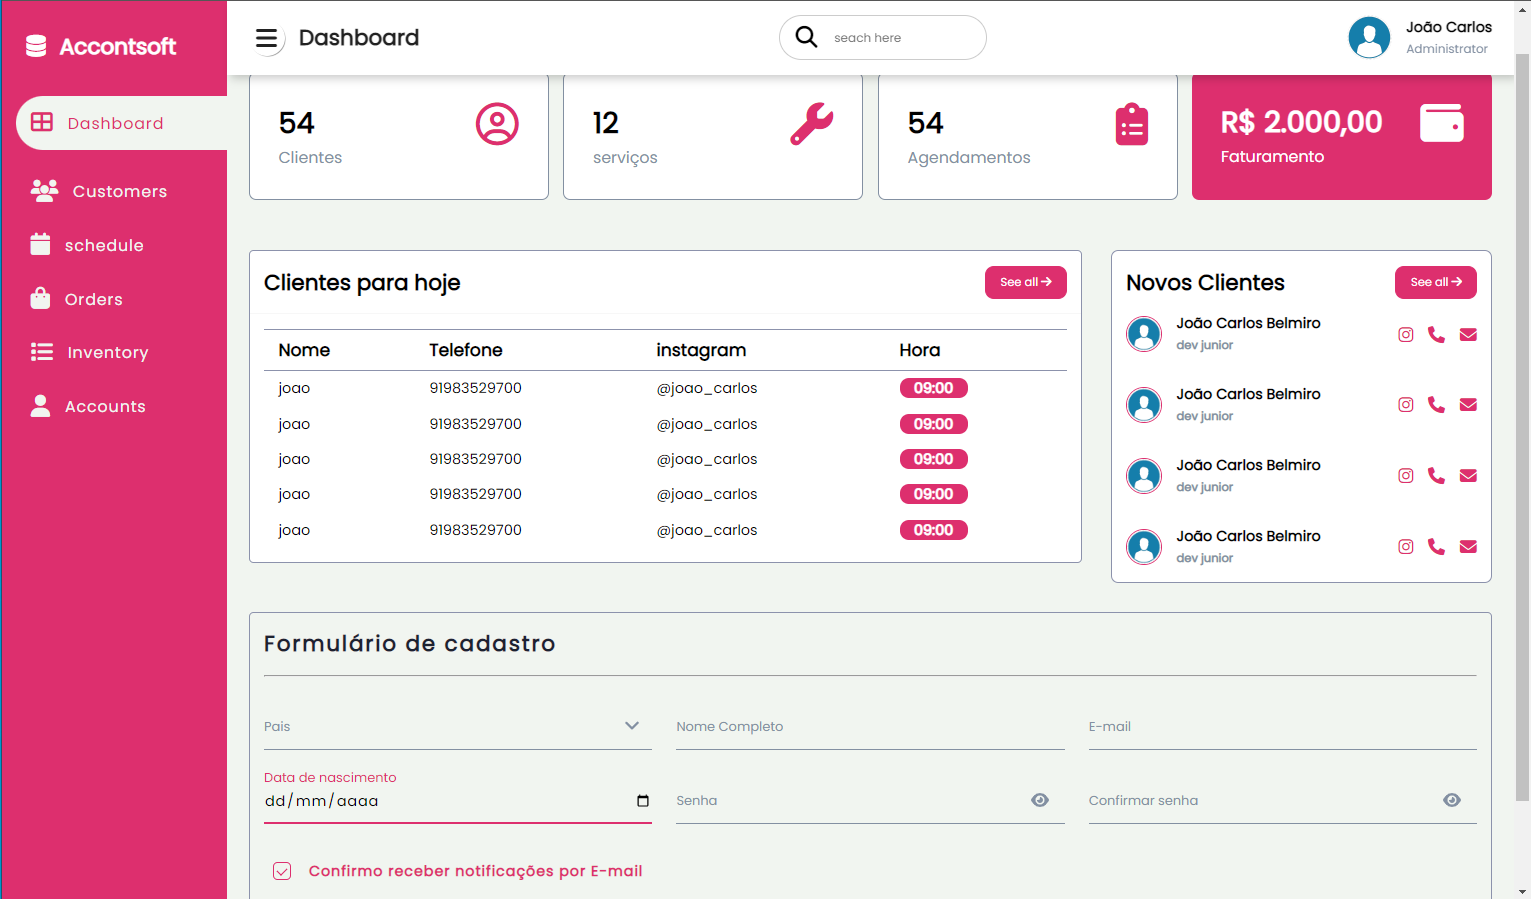 Accontsoft
Dashboard
Customers
schedule
Orders
Inventory
Accounts
Dashboard
seach here
João Carlos
Administrator
54
Clientes
12
serviços
54
Agendamentos
R$ 2.000,00
Faturamento
Clientes para hoje
See all
Nome Telefone instagram Hora
joao 91983529700 @joao_carlos 09:00
joao 91983529700 @joao_carlos 09:00
joao 91983529700 @joao_carlos 09:00
joao 91983529700 @joao_carlos 09:00
joao 91983529700 @joao_carlos 09:00
Novos Clientes
See all
João Carlos Belmiro
dev junior
João Carlos Belmiro
dev junior
João Carlos Belmiro
dev junior
João Carlos Belmiro
dev junior
Formulário de cadastro
Pais
Nome Completo
E-mail
Data de nascimento
dd/mm/aaaa
Senha
Confirmar senha
Confirmo receber notificações por E-mail